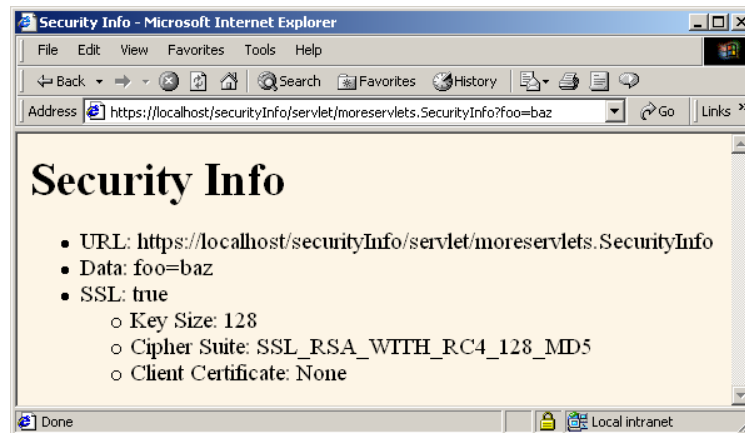 Security Info - Microsoft Internet Explorer
File Edit View Favorites Tools Help
Back Search Favorites History
Address https://localhost/securityInfo/servlet/moreservlets.SecurityInfo?foo=baz Go Links »
Security Info
• URL: https://localhost/securityInfo/servlet/moreservlets.SecurityInfo
• Data: foo=baz
• SSL: true
○ Key Size: 128
○ Cipher Suite: SSL_RSA_WITH_RC4_128_MD5
○ Client Certificate: None
Done Local intranet